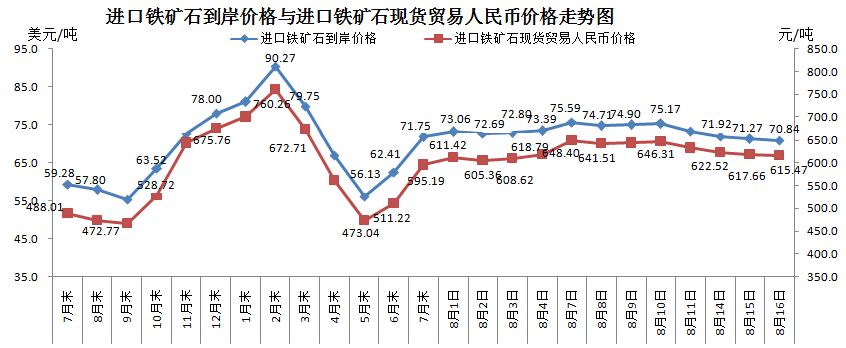 进口铁矿石到岸价格与进口铁矿石现货贸易人民币价格走势图
美元/吨
进口铁矿石到岸价格
进口铁矿石现货贸易人民币价格
元/吨
95.0
85.0
75.0
65.0
55.0
45.0
35.0
850.0
800.0
750.0
700.0
650.0
600.0
550.0
500.0
450.0
400.0
350.0
59.28
57.80
63.52
78.00
90.27
79.75
56.13
62.41
71.75
73.06
72.69
72.80
73.39
75.59
74.71
74.90
75.17
71.92
71.27
70.84
488.01
472.77
528.72
675.76
760.26
672.71
473.04
511.22
595.19
611.42
605.36
608.62
618.79
648.40
641.51
646.31
622.52
617.66
615.47
7月末
8月末
9月末
10月末
11月末
12月末
1月末
2月末
3月末
4月末
5月末
6月末
7月末
8月1日
8月2日
8月3日
8月4日
8月7日
8月8日
8月9日
8月10日
8月11日
8月14日
8月15日
8月16日